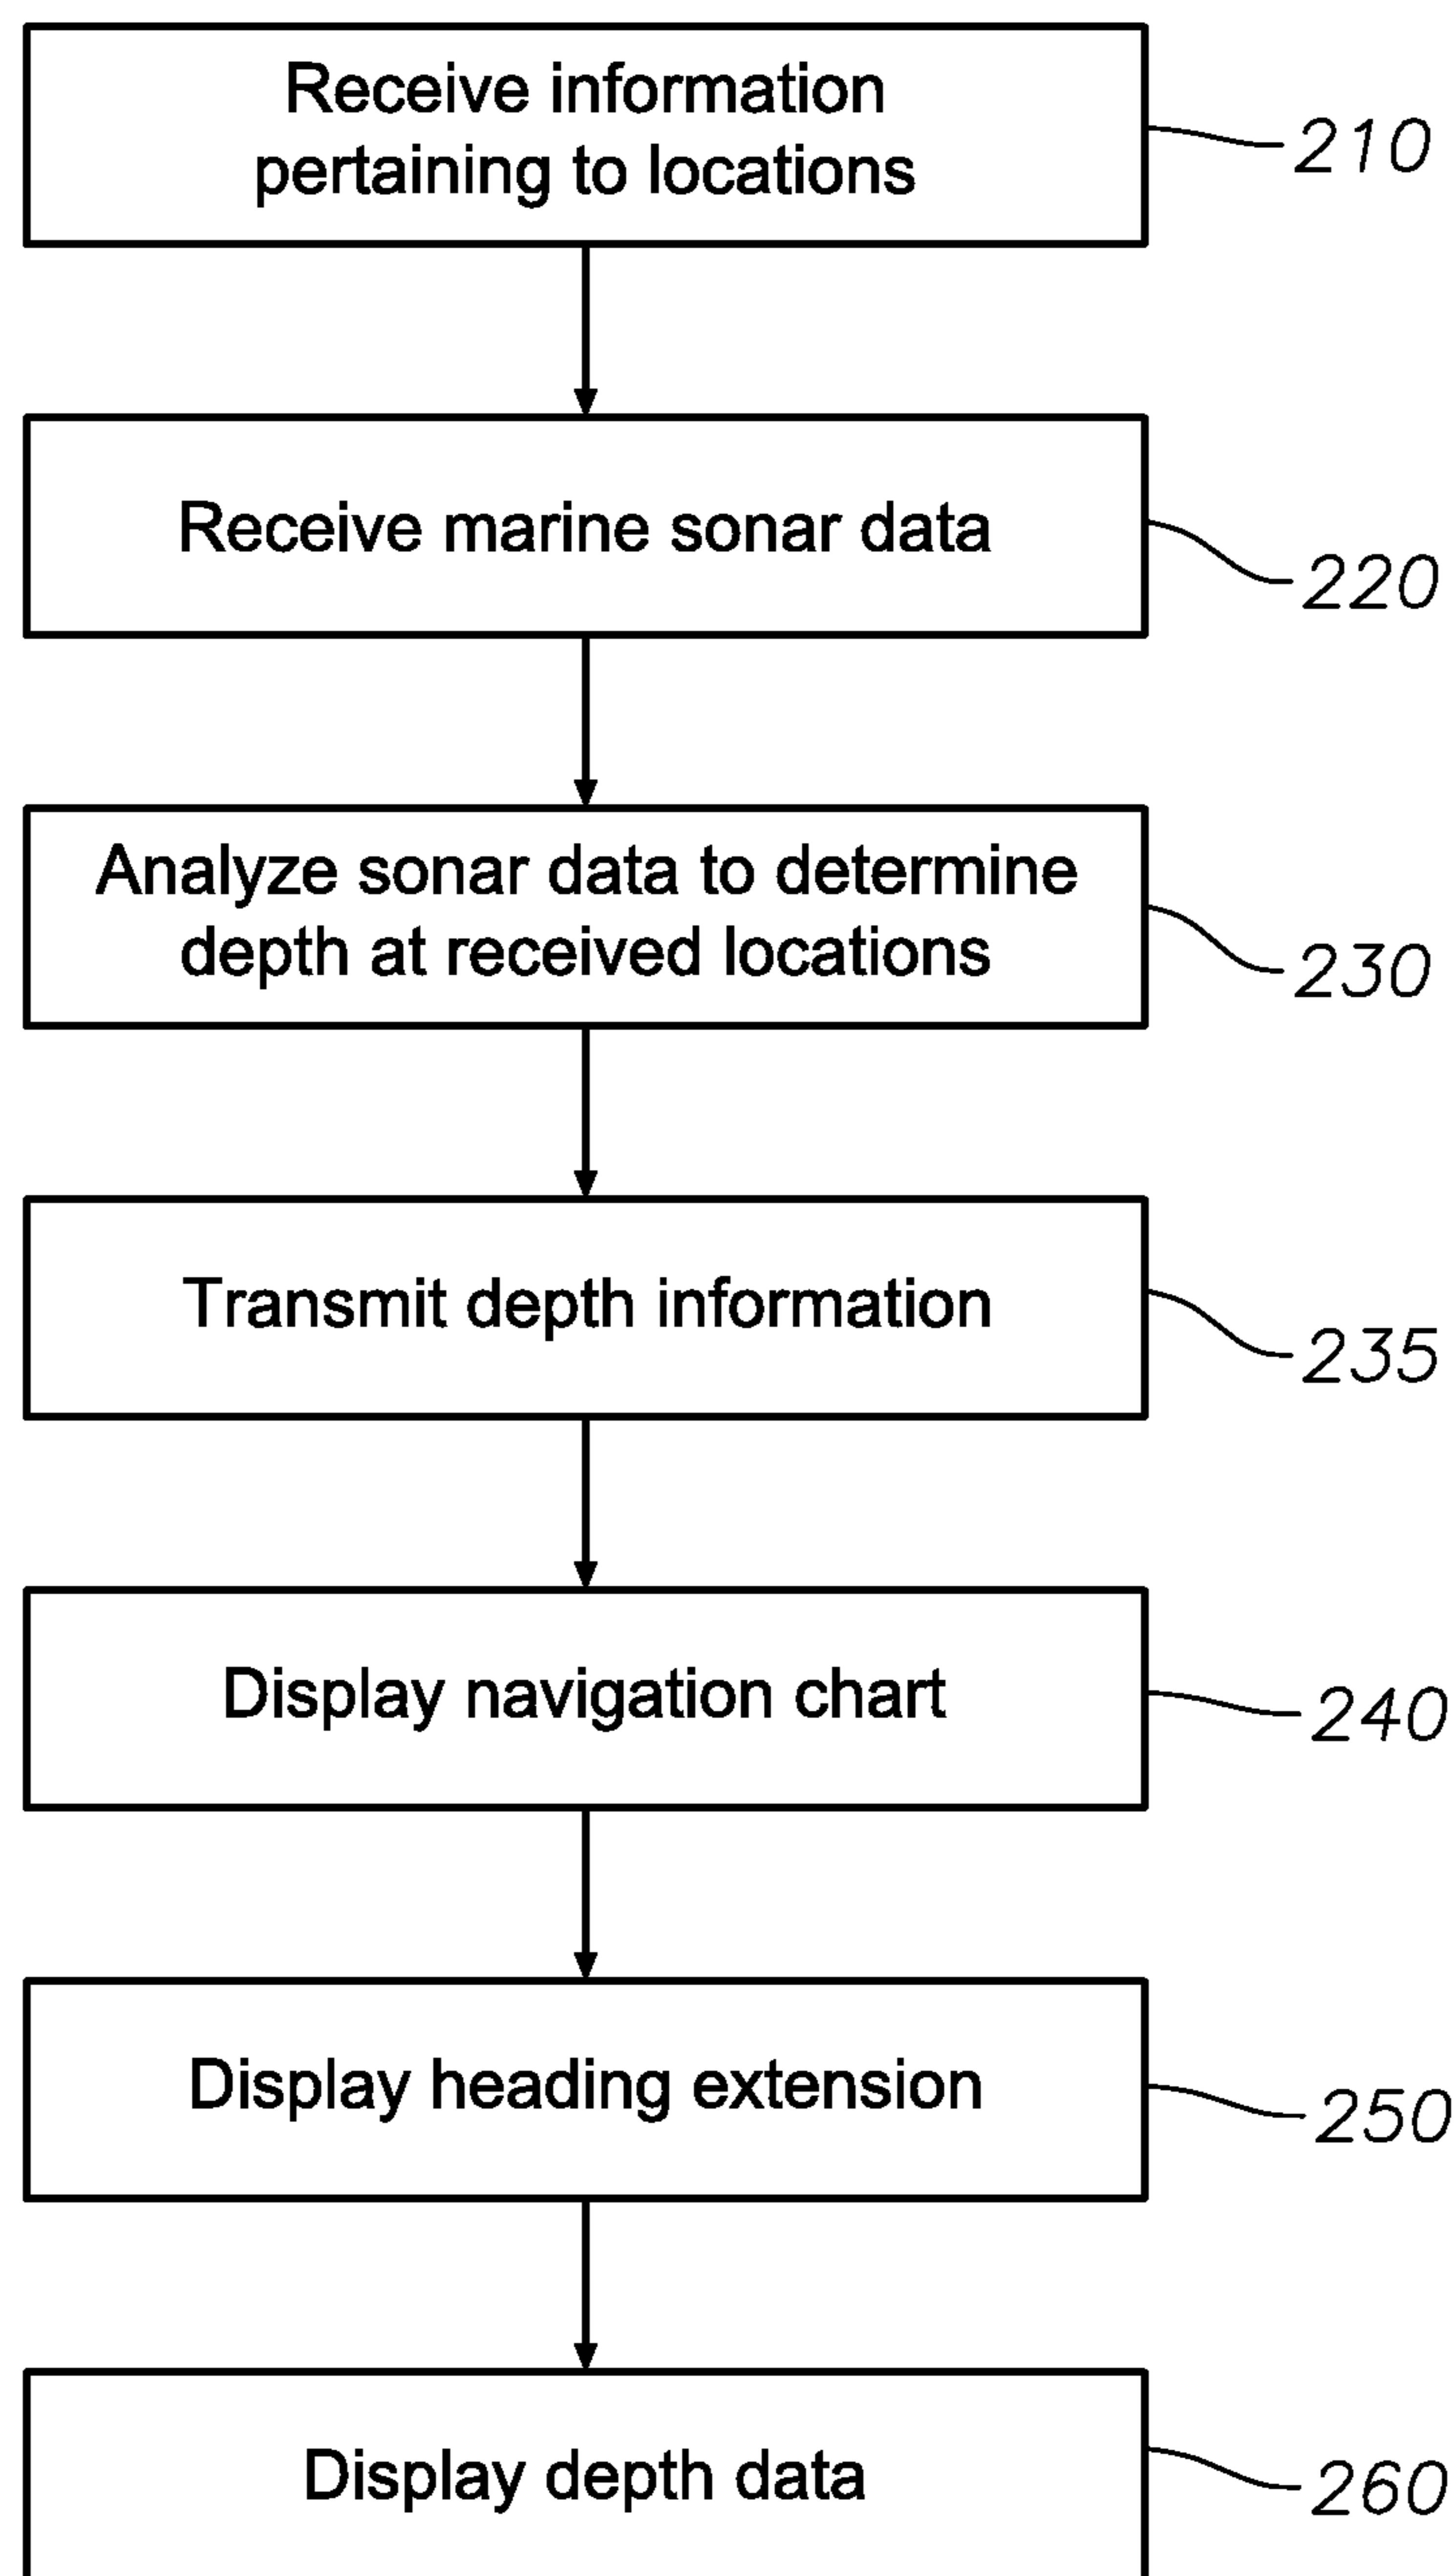 Receive information
pertaining to locations
210
Receive marine sonar data
220
Analyze sonar data to determine
depth at received locations
230
Transmit depth information
235
Display navigation chart
240
Display heading extension
250
Display depth data
260